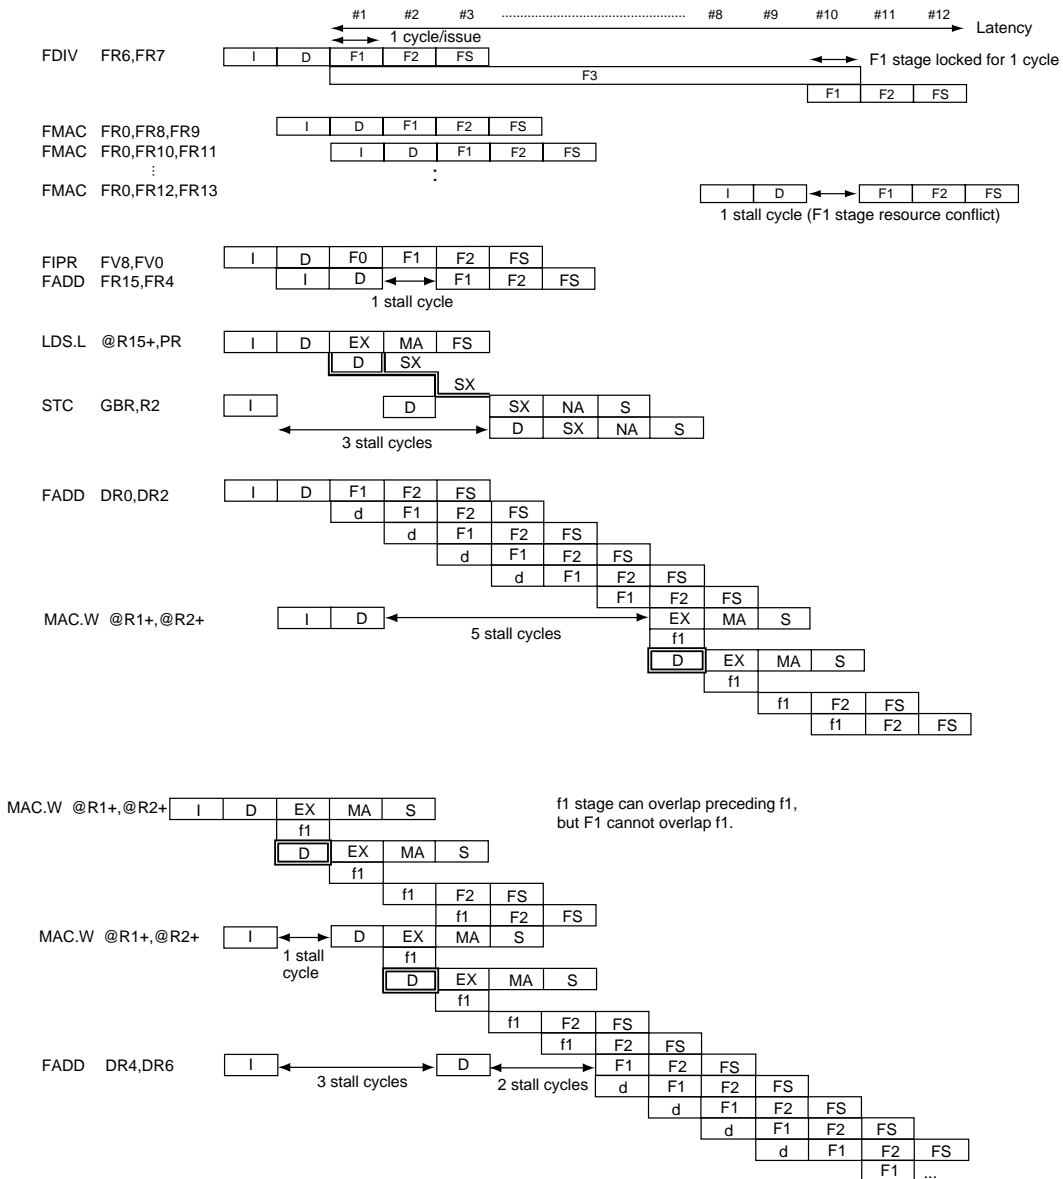 #1 #2 #3 ................................................ #8 #9 #10 #11 #12
Latency
1 cycle/issue
FDIV FR6,FR7 I D F1 F2 FS
F1 stage locked for 1 cycle
F3
F1 F2 FS
FMAC FR0,FR8,FR9 I D F1 F2 FS
FMAC FR0,FR10,FR11 I D F1 F2 FS
⋮ :
FMAC FR0,FR12,FR13 I D F1 F2 FS
1 stall cycle (F1 stage resource conflict)
FIPR FV8,FV0 I D F0 F1 F2 FS
FADD FR15,FR4 I D F1 F2 FS
1 stall cycle
LDS.L @R15+,PR I D EX MA FS
D SX
SX
STC GBR,R2 I D SX NA S
D SX NA S
3 stall cycles
FADD DR0,DR2 I D F1 F2 FS
d F1 F2 FS
d F1 F2 FS
d F1 F2 FS
d F1 F2 FS
F1 F2 FS
MAC.W @R1+,@R2+ I D EX MA S
5 stall cycles
f1
D EX MA S
f1
f1 F2 FS
f1 F2 FS
MAC.W @R1+,@R2+ I D EX MA S
f1 stage can overlap preceding f1,
but F1 cannot overlap f1.
f1
D EX MA S
f1
f1 F2 FS
f1 F2 FS
MAC.W @R1+,@R2+ I D EX MA S
1 stall
cycle
f1
D EX MA S
f1
f1 F2 FS
f1 F2 FS
FADD DR4,DR6 I D F1 F2 FS
3 stall cycles 2 stall cycles
d F1 F2 FS
d F1 F2 FS
d F1 F2 FS
d F1 F2 FS
F1 ...